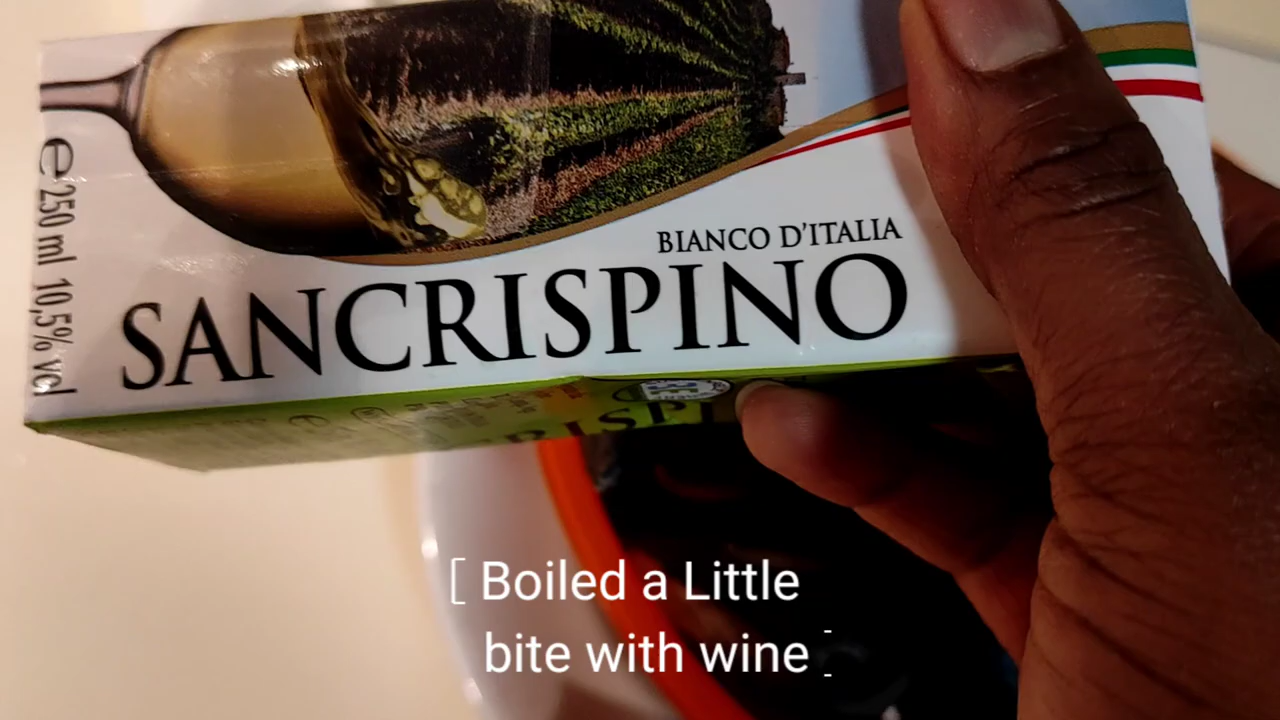 e 250 ml 10,5% vol
BIANCO D'ITALIA
SANCRISPINO
[ Boiled a Little
bite with wine ]